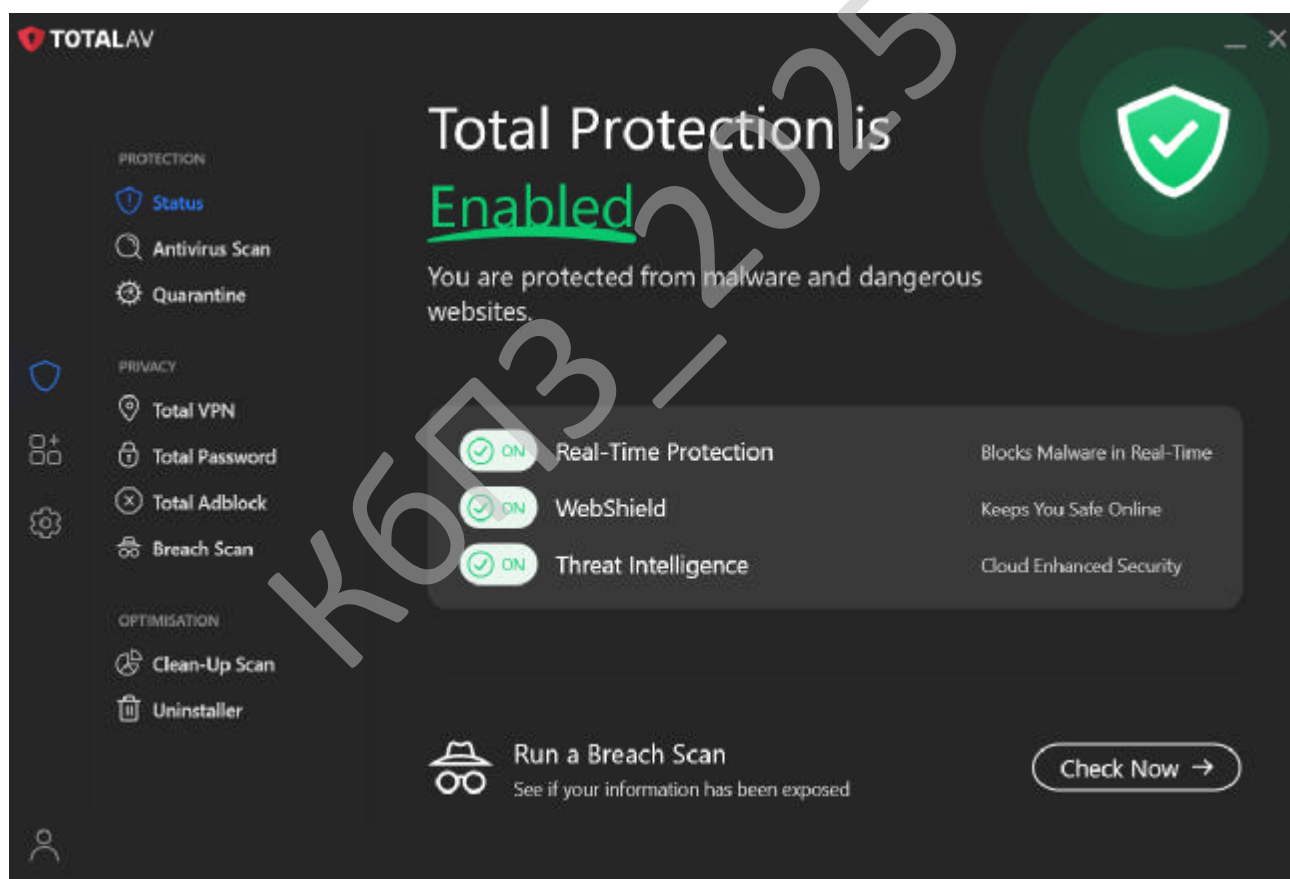 TOTALAV
PROTECTION
Status
Antivirus Scan
Quarantine
PRIVACY
Total VPN
Total Password
Total Adblock
Breach Scan
OPTIMISATION
Clean-Up Scan
Uninstaller
Total Protection is
Enabled
You are protected from malware and dangerous
websites.
ON Real-Time Protection Blocks Malware in Real-Time
ON WebShield Keeps You Safe Online
ON Threat Intelligence Cloud Enhanced Security
Run a Breach Scan
See if your information has been exposed
Check Now →
КБПЗ_2025